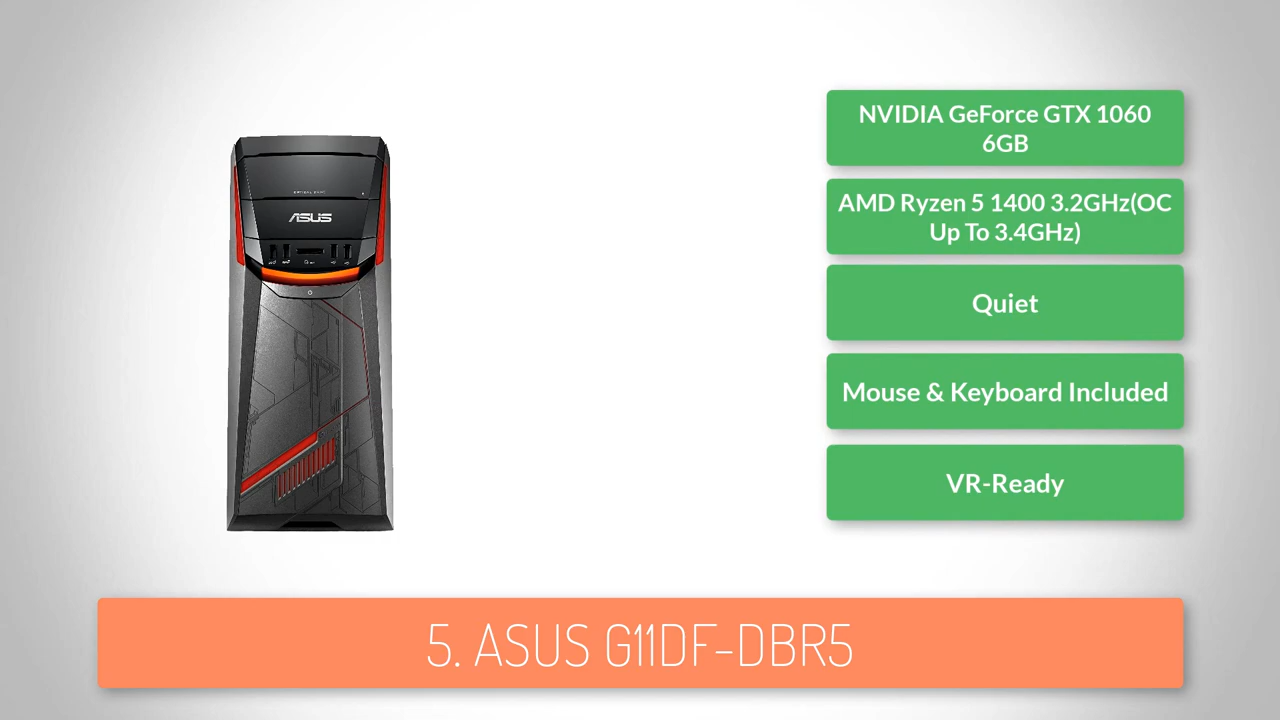 NVIDIA GeForce GTX 1060
6GB
AMD Ryzen 5 1400 3.2GHz(OC
Up To 3.4GHz)
ASUS
Quiet
Mouse & Keyboard Included
VR-Ready
5. ASUS G11DF-DBR5